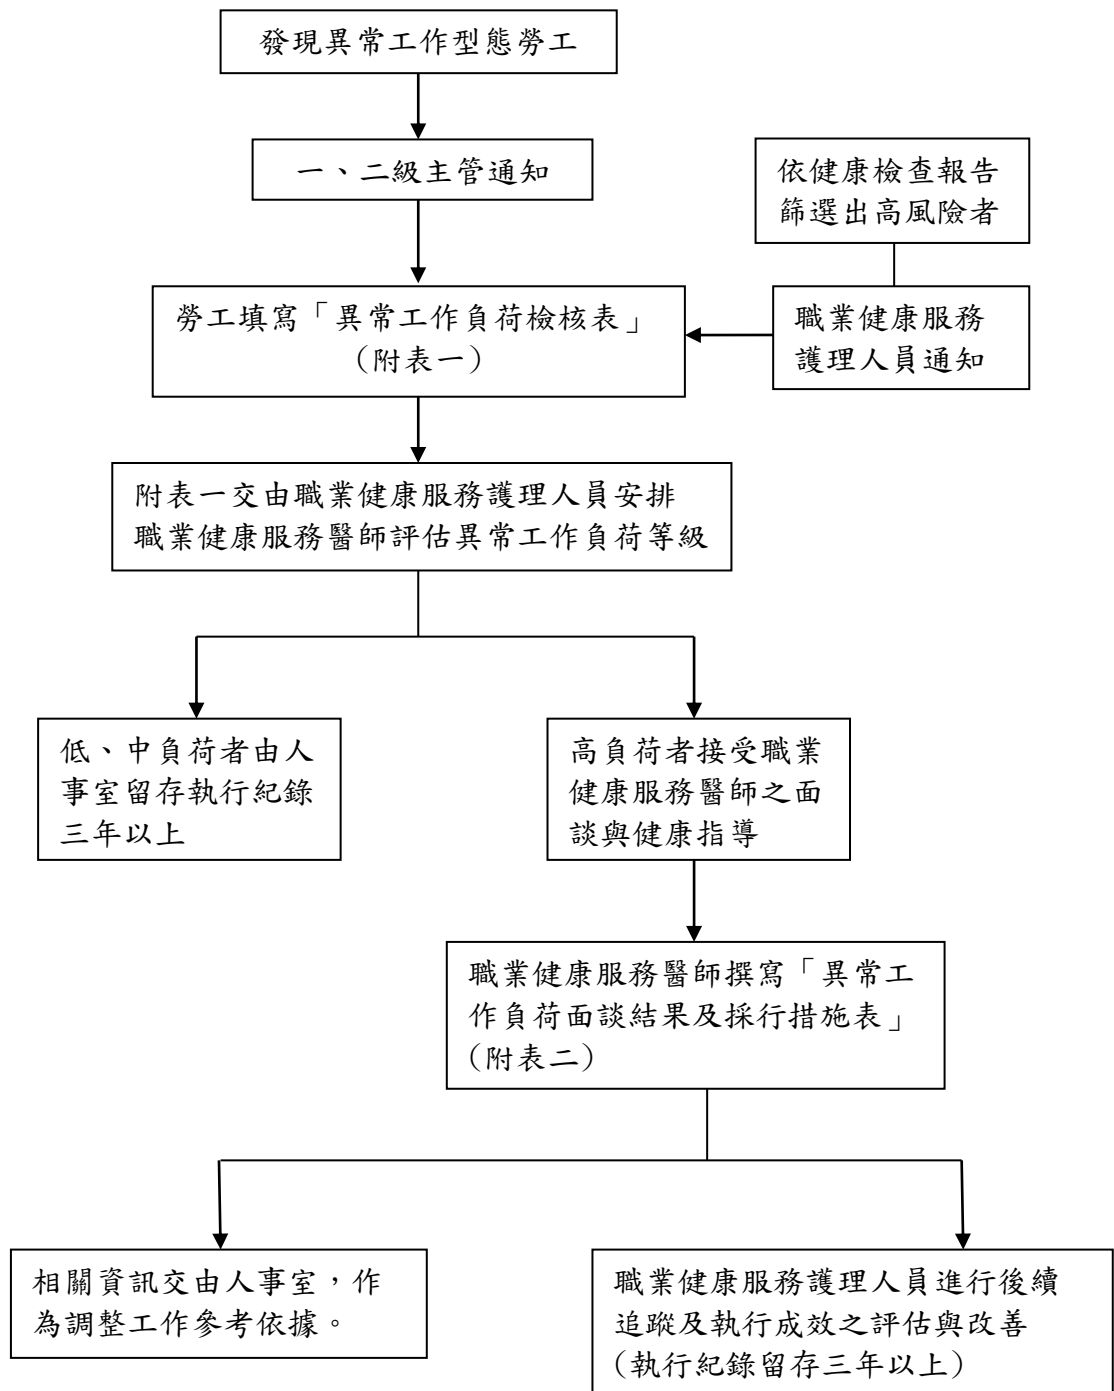 發現異常工作型態勞工
一、二級主管通知
依健康檢查報告
篩選出高風險者
勞工填寫「異常工作負荷檢核表」
（附表一）
職業健康服務
護理人員通知
附表一交由職業健康服務護理人員安排
職業健康服務醫師評估異常工作負荷等級
低、中負荷者由人
事室留存執行紀錄
三年以上
高負荷者接受職業
健康服務醫師之面
談與健康指導
職業健康服務醫師撰寫「異常工
作負荷面談結果及採行措施表」
（附表二）
相關資訊交由人事室，作
為調整工作參考依據。
職業健康服務護理人員進行後續
追蹤及執行成效之評估與改善
(執行紀錄留存三年以上）